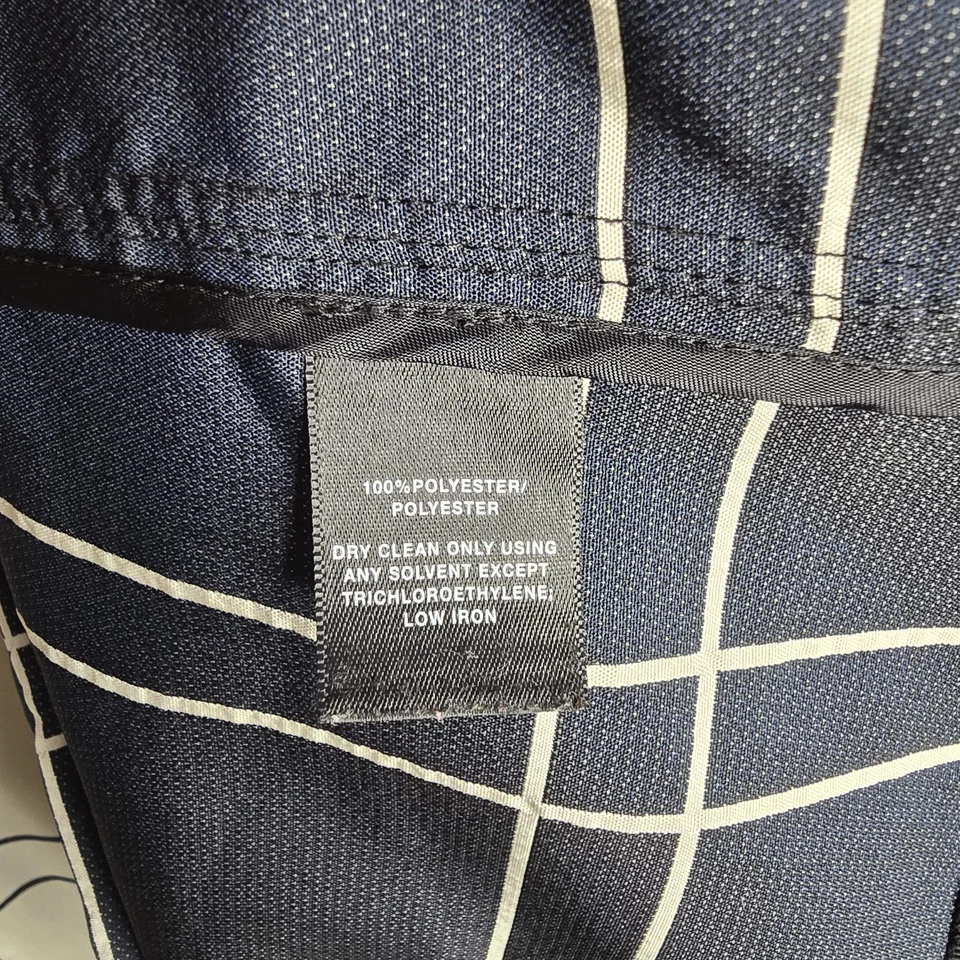 100%POLYESTER/
POLYESTER
DRY CLEAN ONLY USING
ANY SOLVENT EXCEPT
TRICHLOROETHYLENE,
LOW IRON